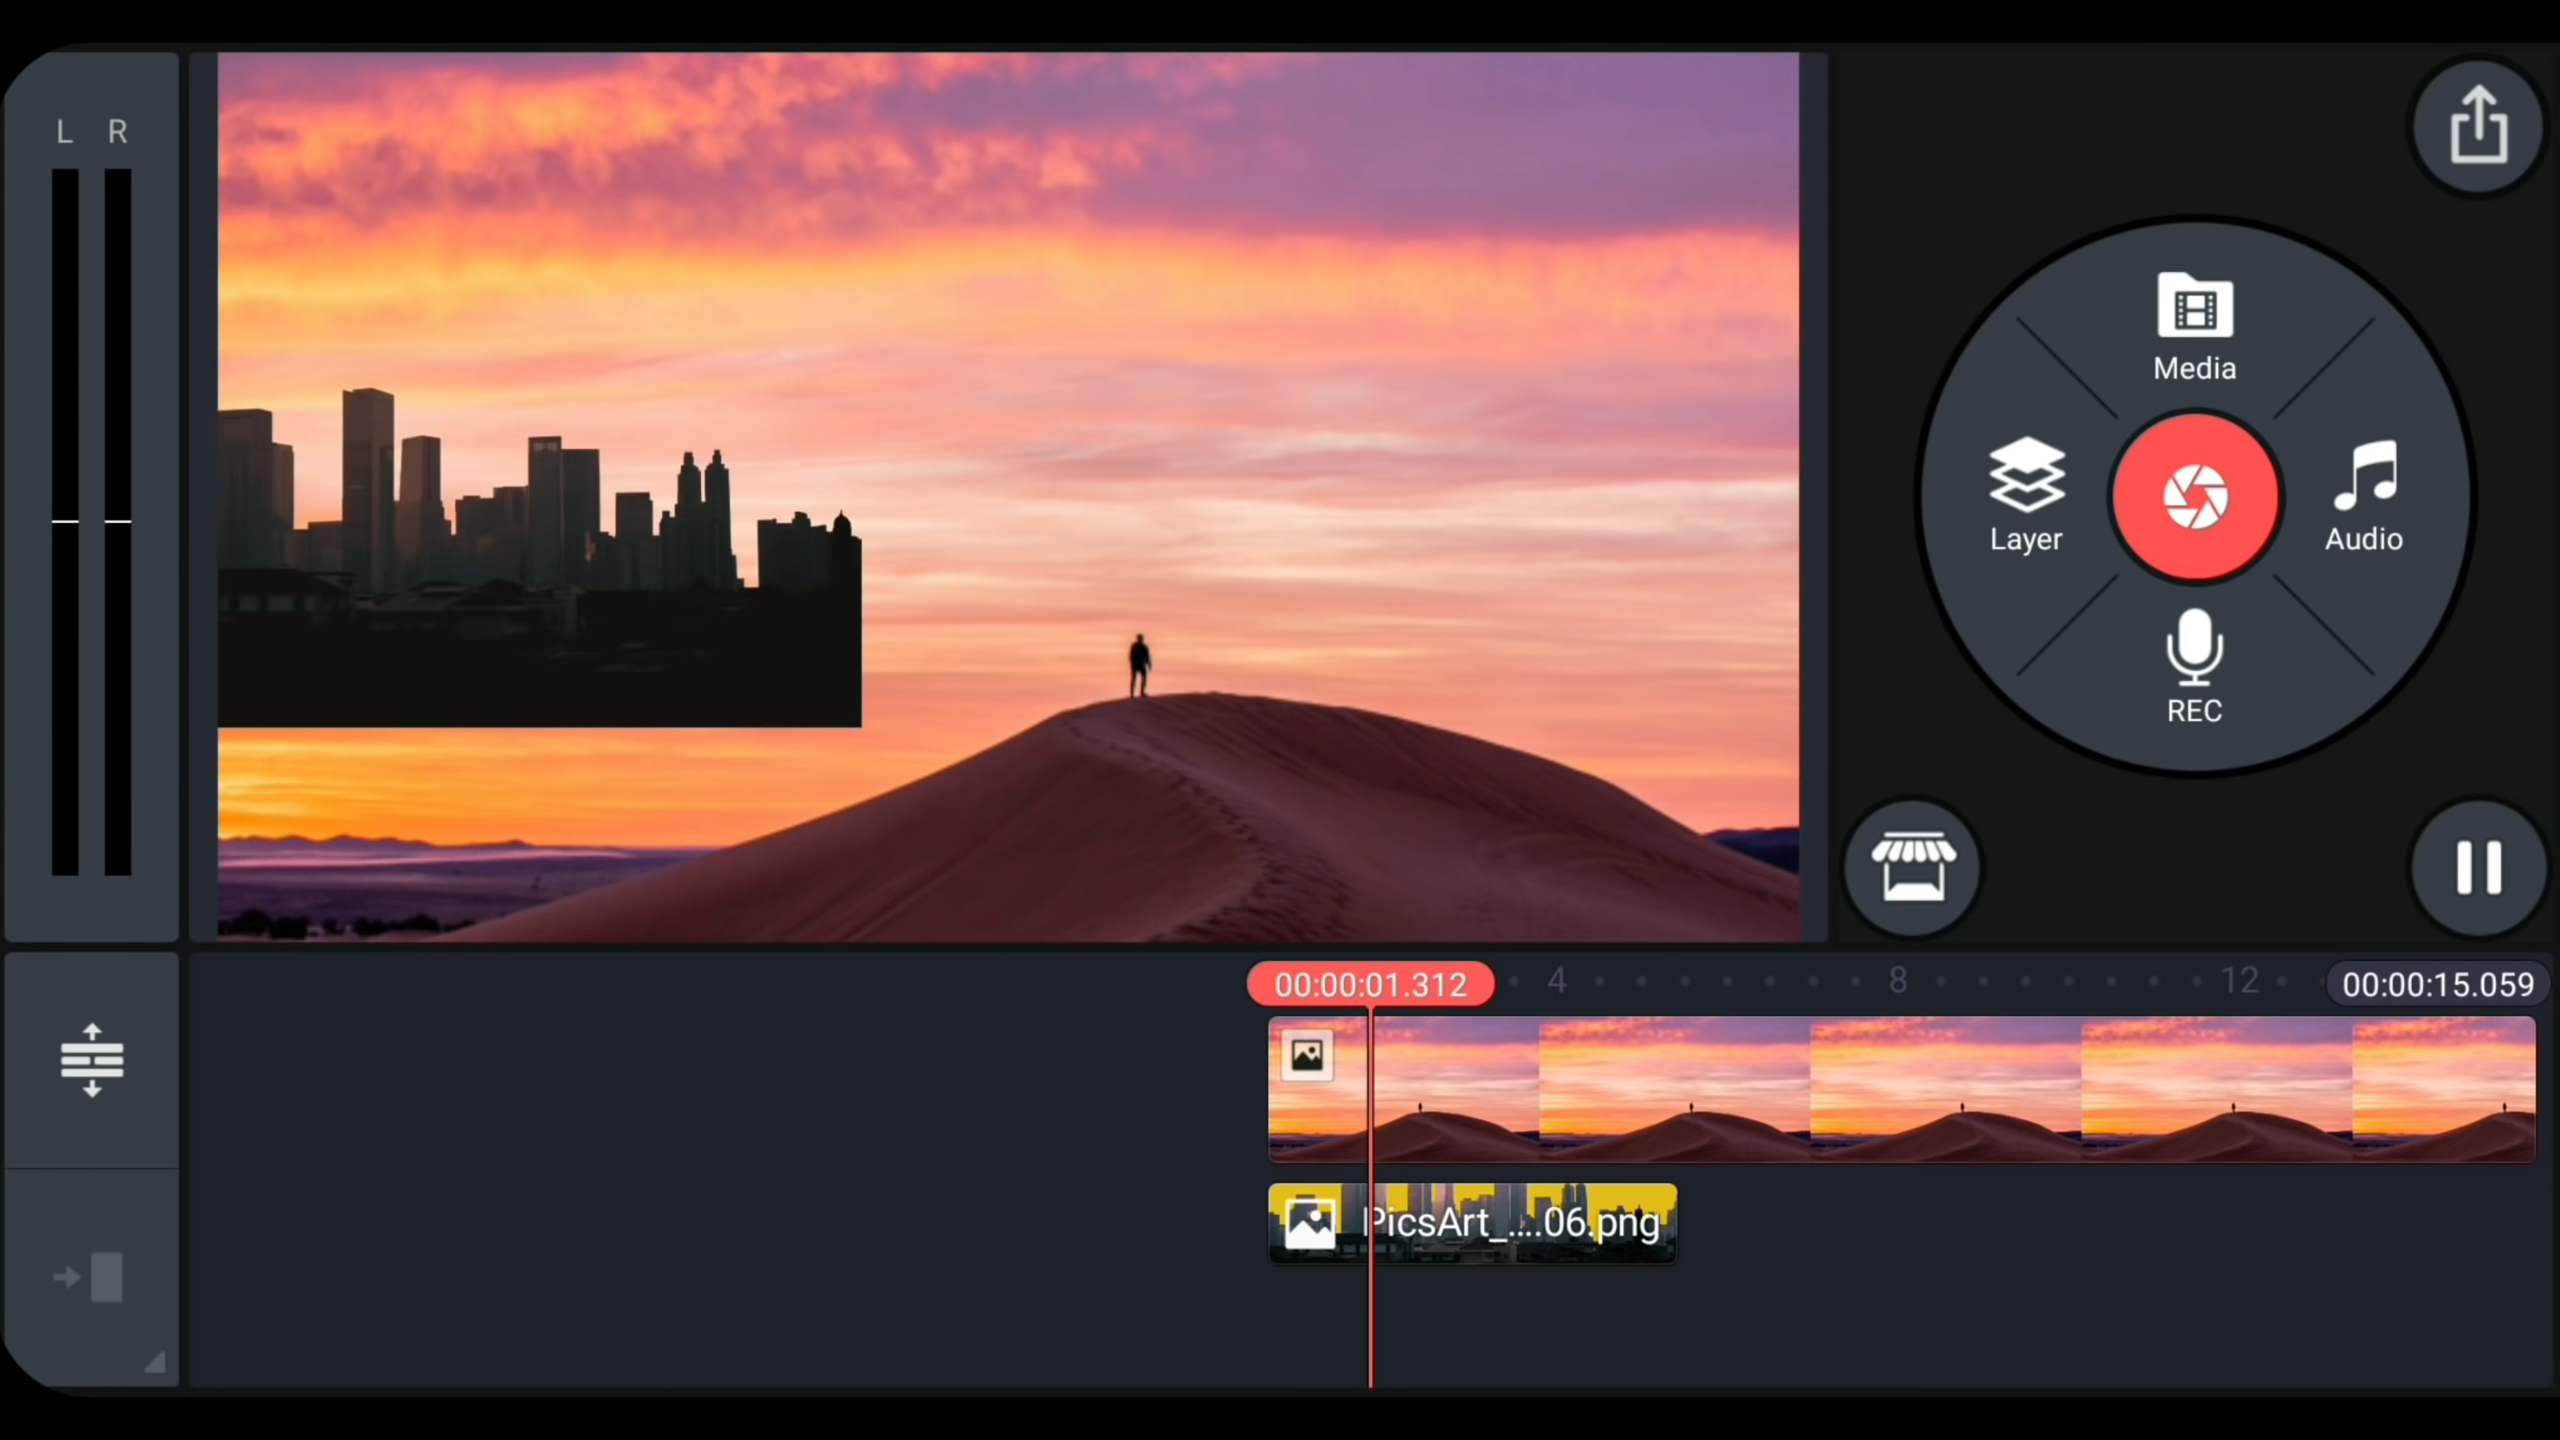 L R
Media
Layer
Audio
REC
00:00:01.312 4 8 12 00:00:15.059
PicsArt_....06.png